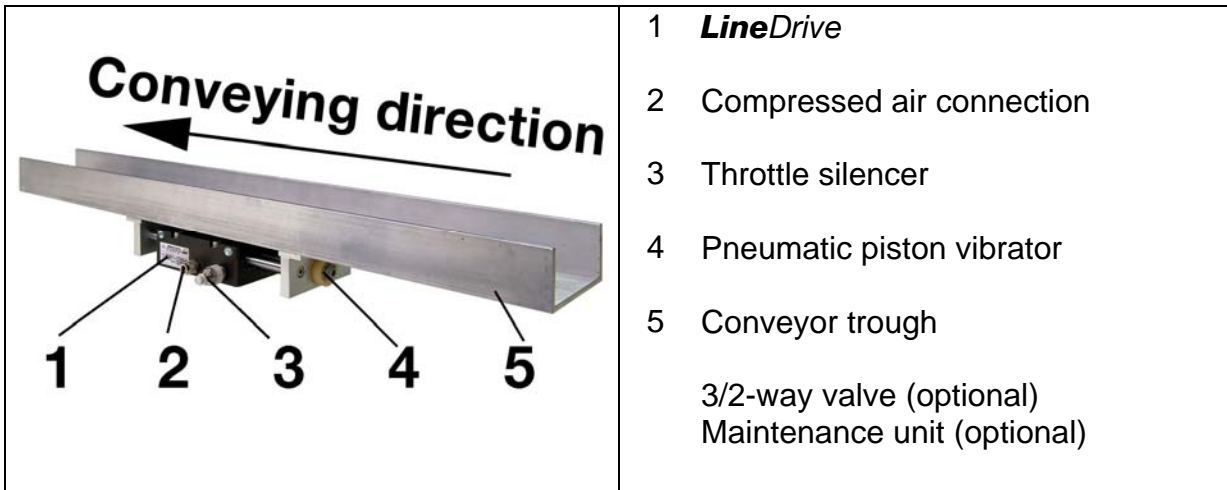 Conveying direction
1 2 3 4 5
1 LineDrive
2 Compressed air connection
3 Throttle silencer
4 Pneumatic piston vibrator
5 Conveyor trough
3/2-way valve (optional)
Maintenance unit (optional)